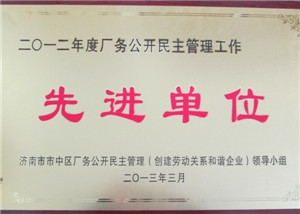 二〇一二年度厂务公开民主管理工作
先进单位
济南市市中区厂务公开民主管理（创建劳动关系和谐企业）领导小组
二〇一三年三月